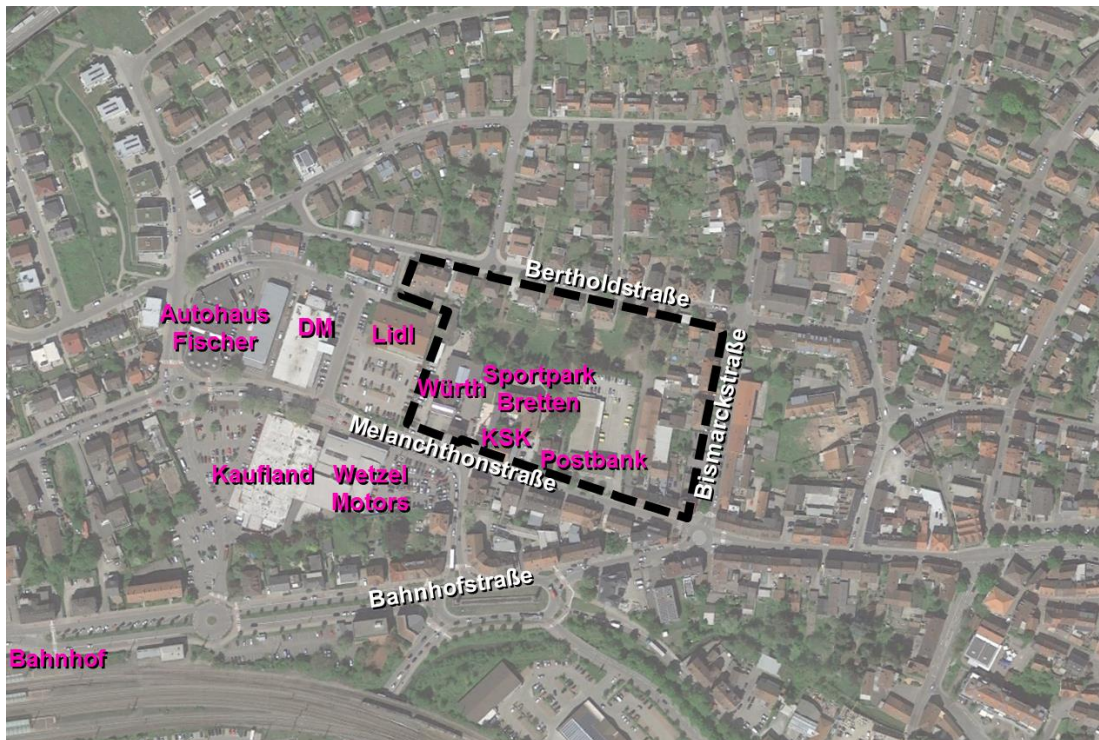 Bertholdstraße
Autohaus
Fischer
DM
Lidl
Bismarckstraße
Würth
Sportpark
Bretten
KSK
Melanchthonstraße
Postbank
Kaufland
Wetzel
Motors
Bahnhofstraße
Bahnhof